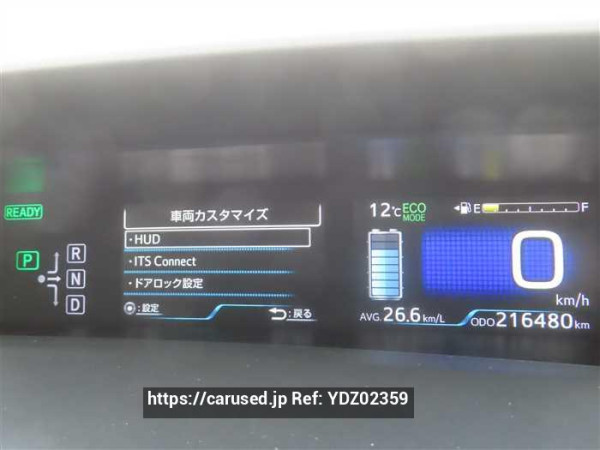 READY
P
R
N
D
車両カスタマイズ
・HUD
・ITS Connect
・ドアロック設定
:設定
:戻る
12℃ ECO MODE
E F
0
km/h
AVG. 26.6 km/L
ODO 216480 km
https://carused.jp Ref: YDZ02359